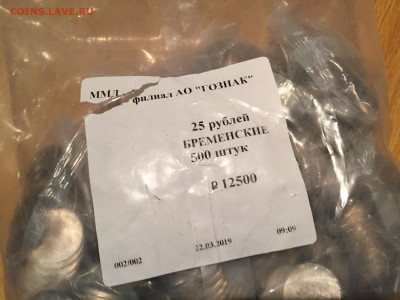 COINS.LAVE.RU
ММД - филиал АО "ГОЗНАК"
25 рублей
БРЕМЕНСКИЕ
500 штук
₽ 12500
002/002
22.03.2019
09:09